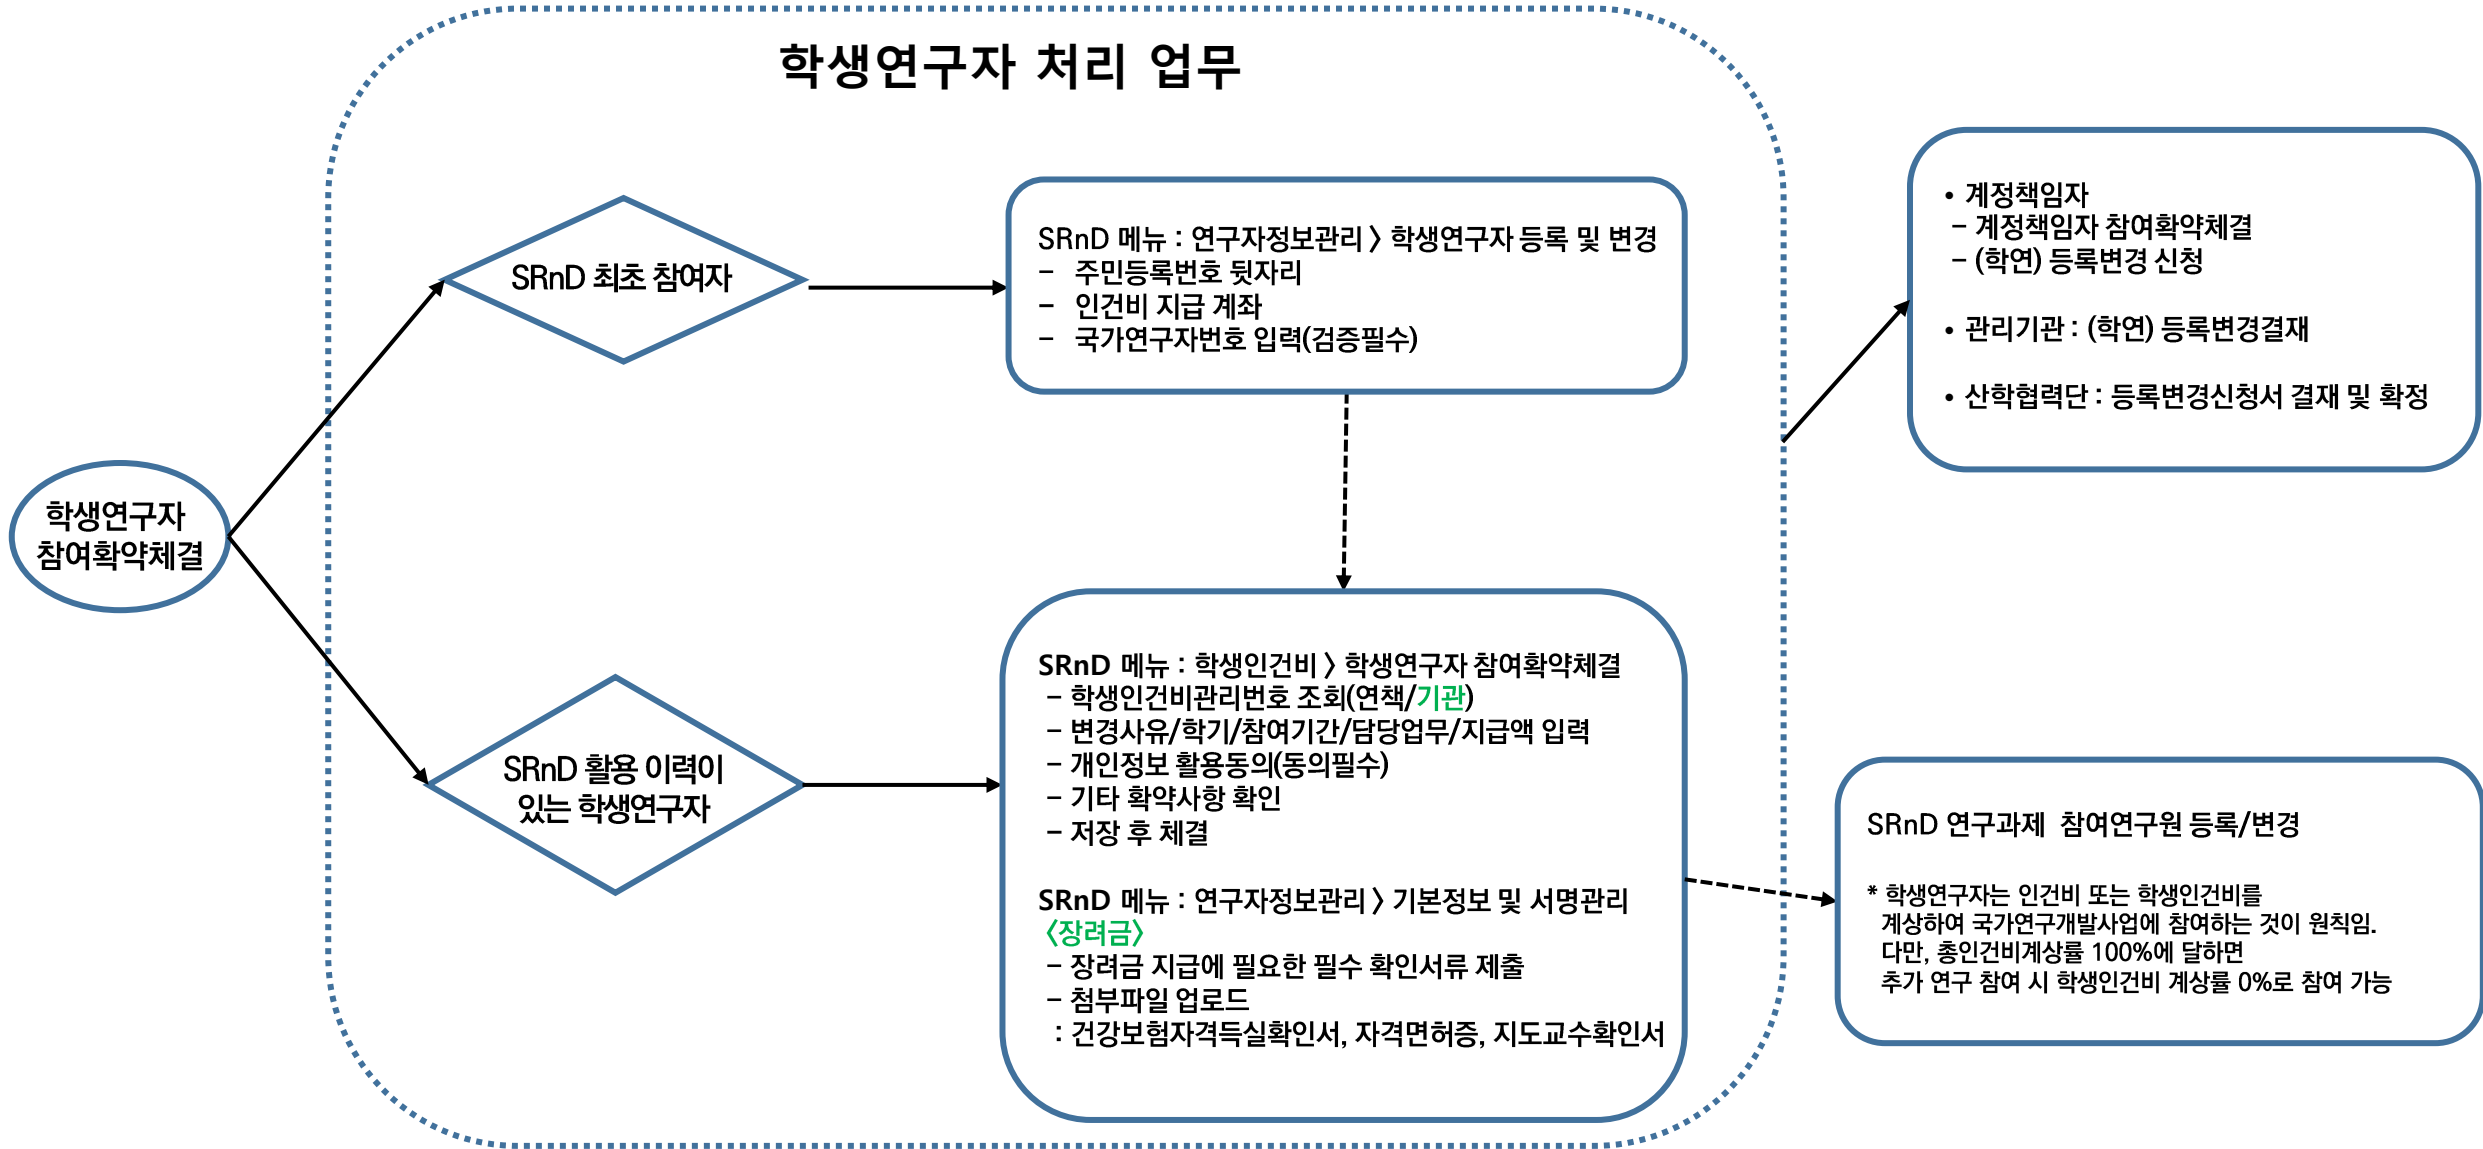 학생연구자 처리 업무
학생연구자
참여확약체결
SRnD 최초 참여자
SRnD 메뉴 : 연구자정보관리 > 학생연구자 등록 및 변경
- 주민등록번호 뒷자리
- 인건비 지급 계좌
- 국가연구자번호 입력(검증필수)
SRnD 활용 이력이
있는 학생연구자
SRnD 메뉴 : 학생인건비 > 학생연구자 참여확약체결
- 학생인건비관리번호 조회(연책/기관)
- 변경사유/학기/참여기간/담당업무/지급액 입력
- 개인정보 활용동의(동의필수)
- 기타 확약사항 확인
- 저장 후 체결
SRnD 메뉴 : 연구자정보관리 > 기본정보 및 서명관리
<장려금>
- 장려금 지급에 필요한 필수 확인서류 제출
- 첨부파일 업로드
: 건강보험자격득실확인서, 자격면허증, 지도교수확인서
• 계정책임자
- 계정책임자 참여확약체결
- (학연) 등록변경 신청
• 관리기관 : (학연) 등록변경결재
• 산학협력단 : 등록변경신청서 결재 및 확정
SRnD 연구과제 참여연구원 등록/변경
* 학생연구자는 인건비 또는 학생인건비를
계상하여 국가연구개발사업에 참여하는 것이 원칙임.
다만, 총인건비계상률 100%에 달하면
추가 연구 참여 시 학생인건비 계상률 0%로 참여 가능